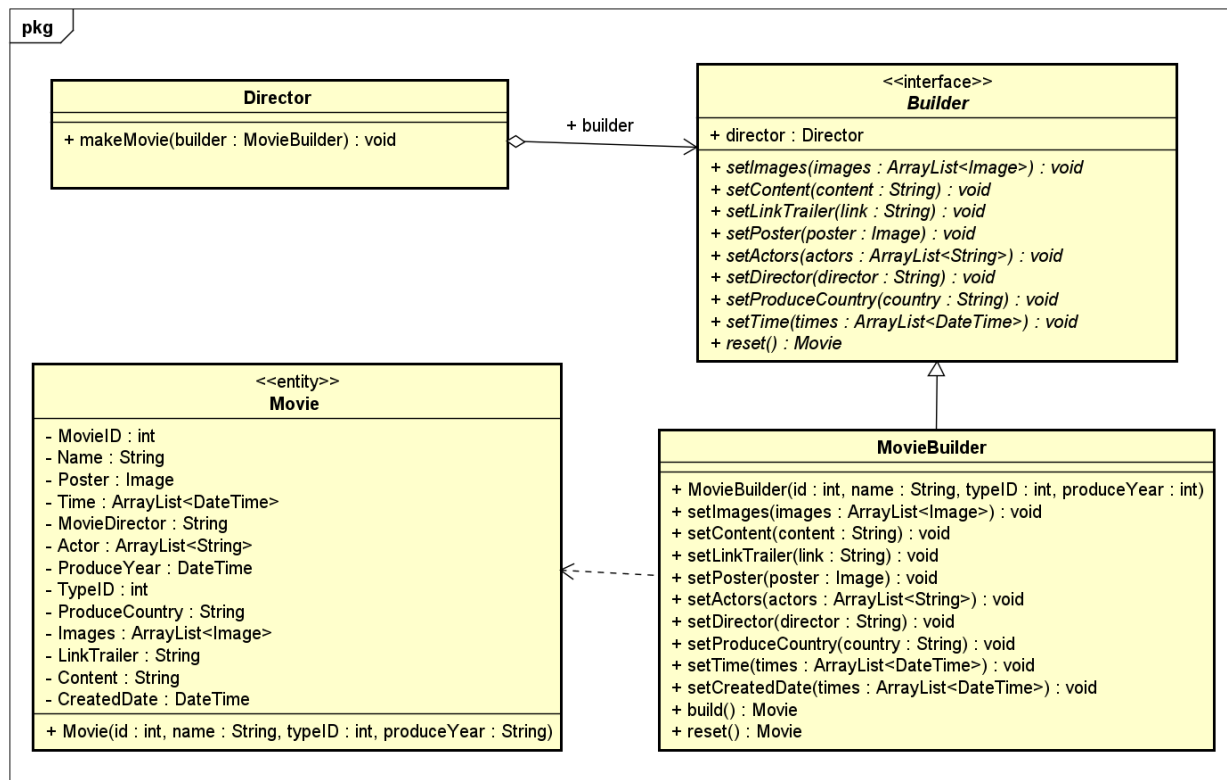 pkg
Director
+ makeMovie(builder : MovieBuilder) : void
+ builder
<<interface>>
Builder
+ director : Director
+ setImages(images : ArrayList<Image>) : void
+ setContent(content : String) : void
+ setLinkTrailer(link : String) : void
+ setPoster(poster : Image) : void
+ setActors(actors : ArrayList<String>) : void
+ setDirector(director : String) : void
+ setProduceCountry(country : String) : void
+ setTime(times : ArrayList<DateTime>) : void
+ reset() : Movie
<<entity>>
Movie
- MovieID : int
- Name : String
- Poster : Image
- Time : ArrayList<DateTime>
- MovieDirector : String
- Actor : ArrayList<String>
- ProduceYear : DateTime
- TypeID : int
- ProduceCountry : String
- Images : ArrayList<Image>
- LinkTrailer : String
- Content : String
- CreatedDate : DateTime
+ Movie(id : int, name : String, typeID : int, produceYear : String)
MovieBuilder
+ MovieBuilder(id : int, name : String, typeID : int, produceYear : int)
+ setImages(images : ArrayList<Image>) : void
+ setContent(content : String) : void
+ setLinkTrailer(link : String) : void
+ setPoster(poster : Image) : void
+ setActors(actors : ArrayList<String>) : void
+ setDirector(director : String) : void
+ setProduceCountry(country : String) : void
+ setTime(times : ArrayList<DateTime>) : void
+ setCreatedDate(times : ArrayList<DateTime>) : void
+ build() : Movie
+ reset() : Movie